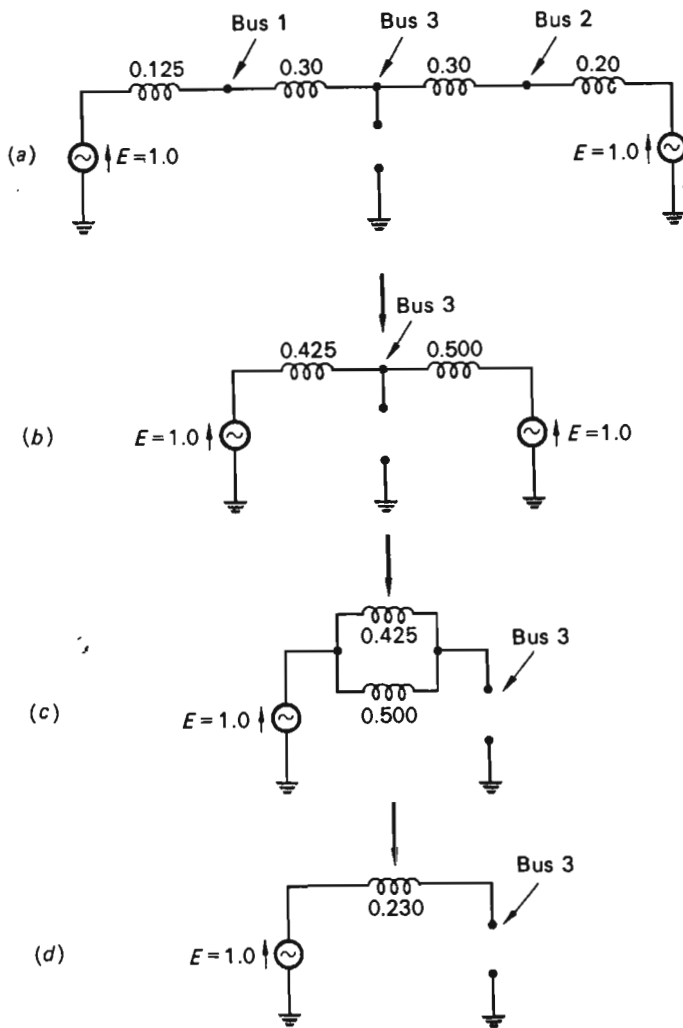 Bus 1
Bus 3
Bus 2
0.125
0.30
0.30
0.20
(a)
E = 1.0
E = 1.0
Bus 3
0.425
0.500
(b)
E = 1.0
E = 1.0
0.425
Bus 3
0.500
(c)
E = 1.0
Bus 3
0.230
(d)
E = 1.0